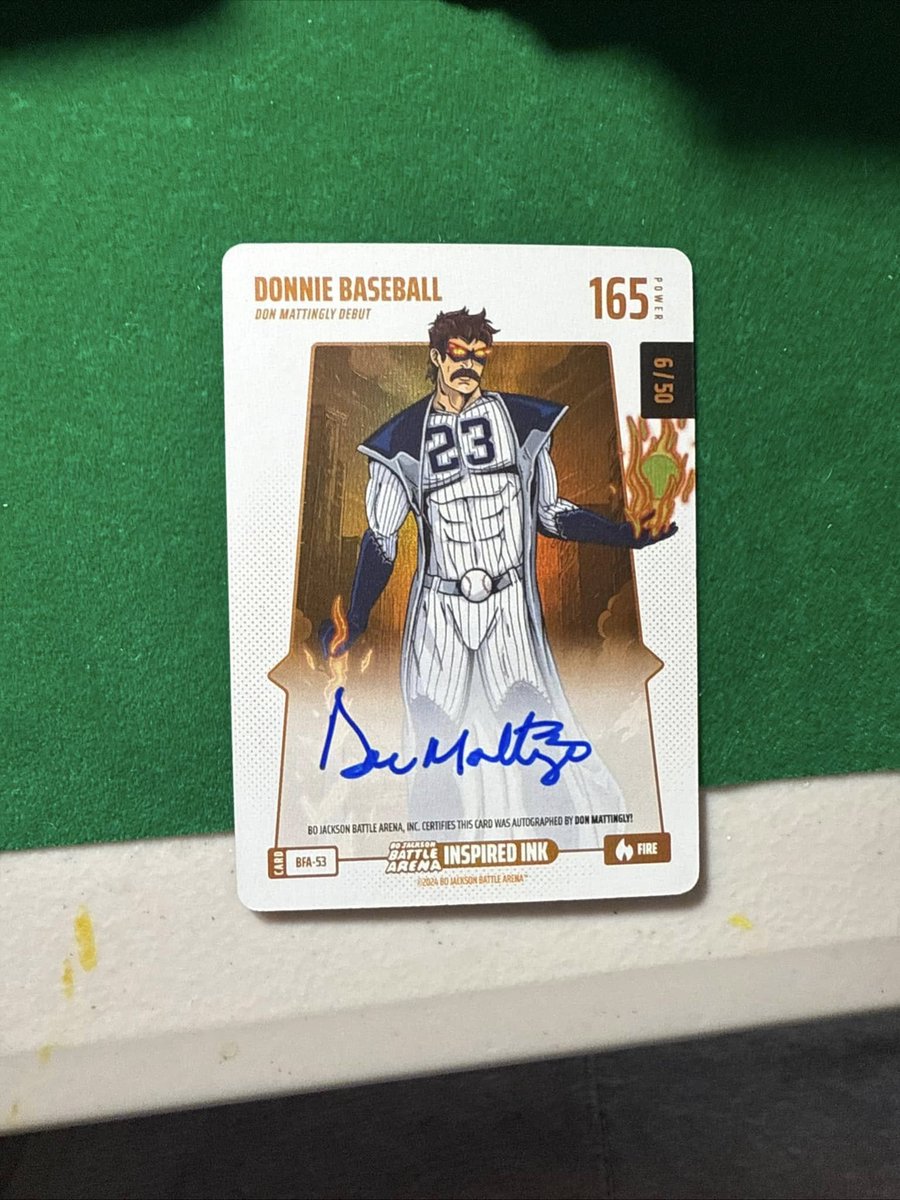 DONNIE BASEBALL
DON MATTINGLY DEBUT
165
POWER
6/50
23
Don Mattingly
BO JACKSON BATTLE ARENA, INC. CERTIFIES THIS CARD WAS AUTOGRAPHED BY DON MATTINGLY!
CARD
BFA-53
BO JACKSON
BATTLE
ARENA
INSPIRED INK
FIRE
©2024 BO JACKSON BATTLE ARENA™